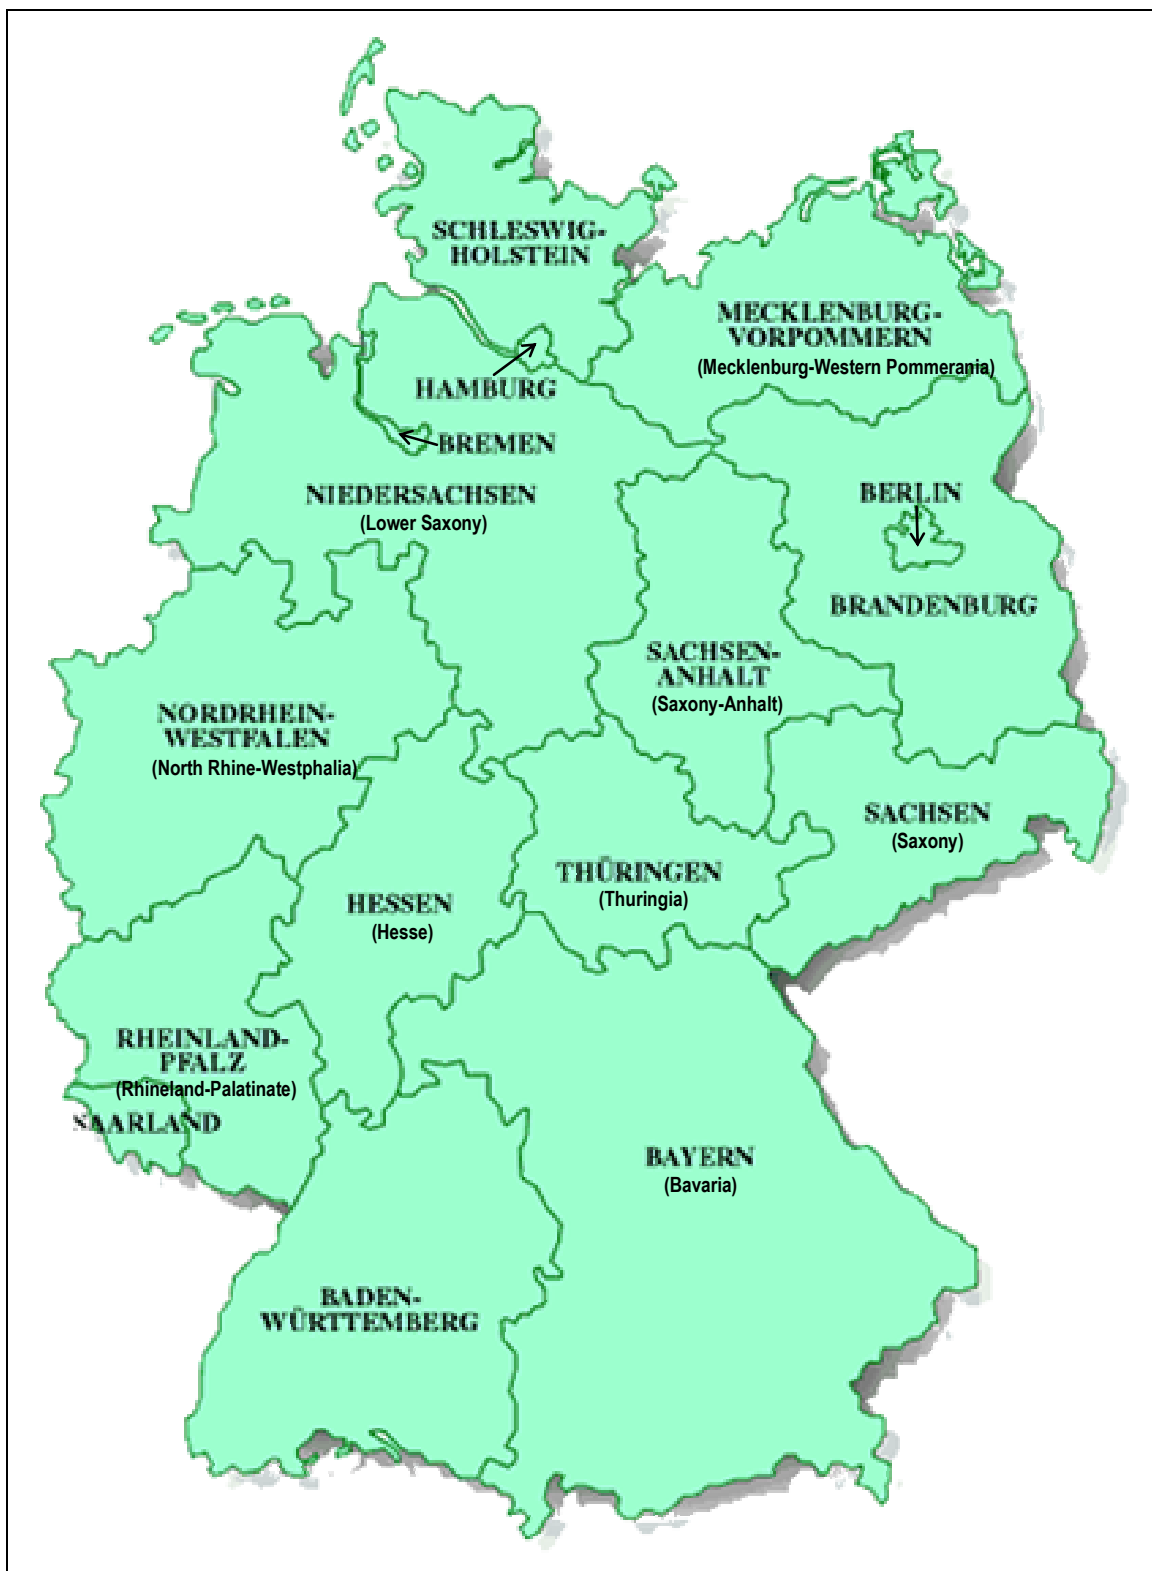 SCHLESWIG-
HOLSTEIN
MECKLENBURG-
VORPOMMERN
(Mecklenburg-Western Pommerania)
HAMBURG
BREMEN
NIEDERSACHSEN
(Lower Saxony)
BERLIN
BRANDENBURG
SACHSEN-
ANHALT
(Saxony-Anhalt)
NORDRHEIN-
WESTFALEN
(North Rhine-Westphalia)
SACHSEN
(Saxony)
THÜRINGEN
(Thuringia)
HESSEN
(Hesse)
RHEINLAND-
PFALZ
(Rhineland-Palatinate)
SAARLAND
BAYERN
(Bavaria)
BADEN-
WÜRTTEMBERG